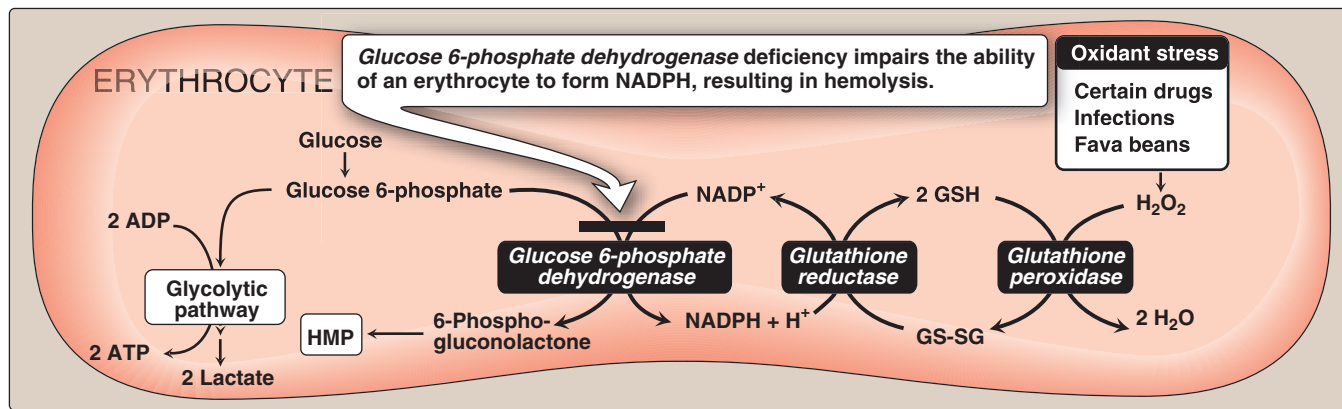 Glucose 6-phosphate dehydrogenase deficiency impairs the ability
of an erythrocyte to form NADPH, resulting in hemolysis.
Oxidant stress
Certain drugs
Infections
Fava beans
ERYTHROCYTE
Glucose
Glucose 6-phosphate
NADP⁺
2 GSH
H₂O₂
2 ADP
Glycolytic
pathway
2 ATP
2 Lactate
Glucose 6-phosphate
dehydrogenase
Glutathione
reductase
Glutathione
peroxidase
HMP
6-Phospho-
gluconolactone
NADPH + H⁺
GS-SG
2 H₂O